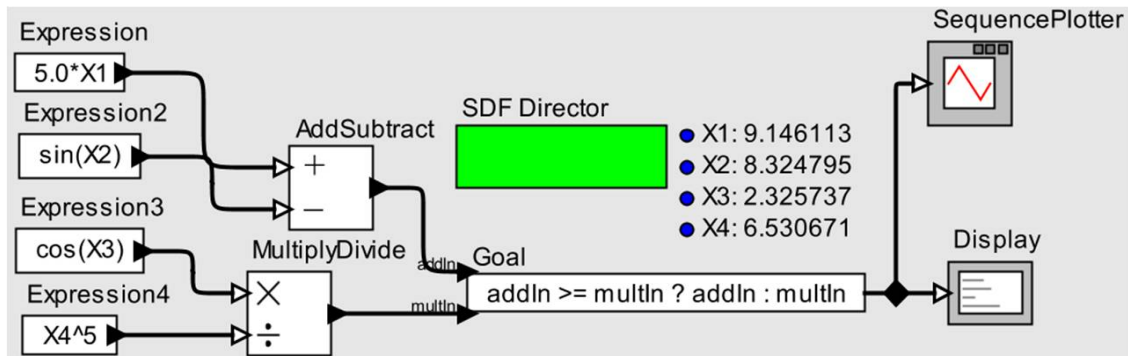 Expression
5.0*X1
Expression2
sin(X2)
Expression3
cos(X3)
Expression4
X4^5
AddSubtract
+
−
MultiplyDivide
×
÷
SDF Director
X1: 9.146113
X2: 8.324795
X3: 2.325737
X4: 6.530671
addIn
multIn
Goal
addIn >= multIn ? addIn : multIn
SequencePlotter
Display